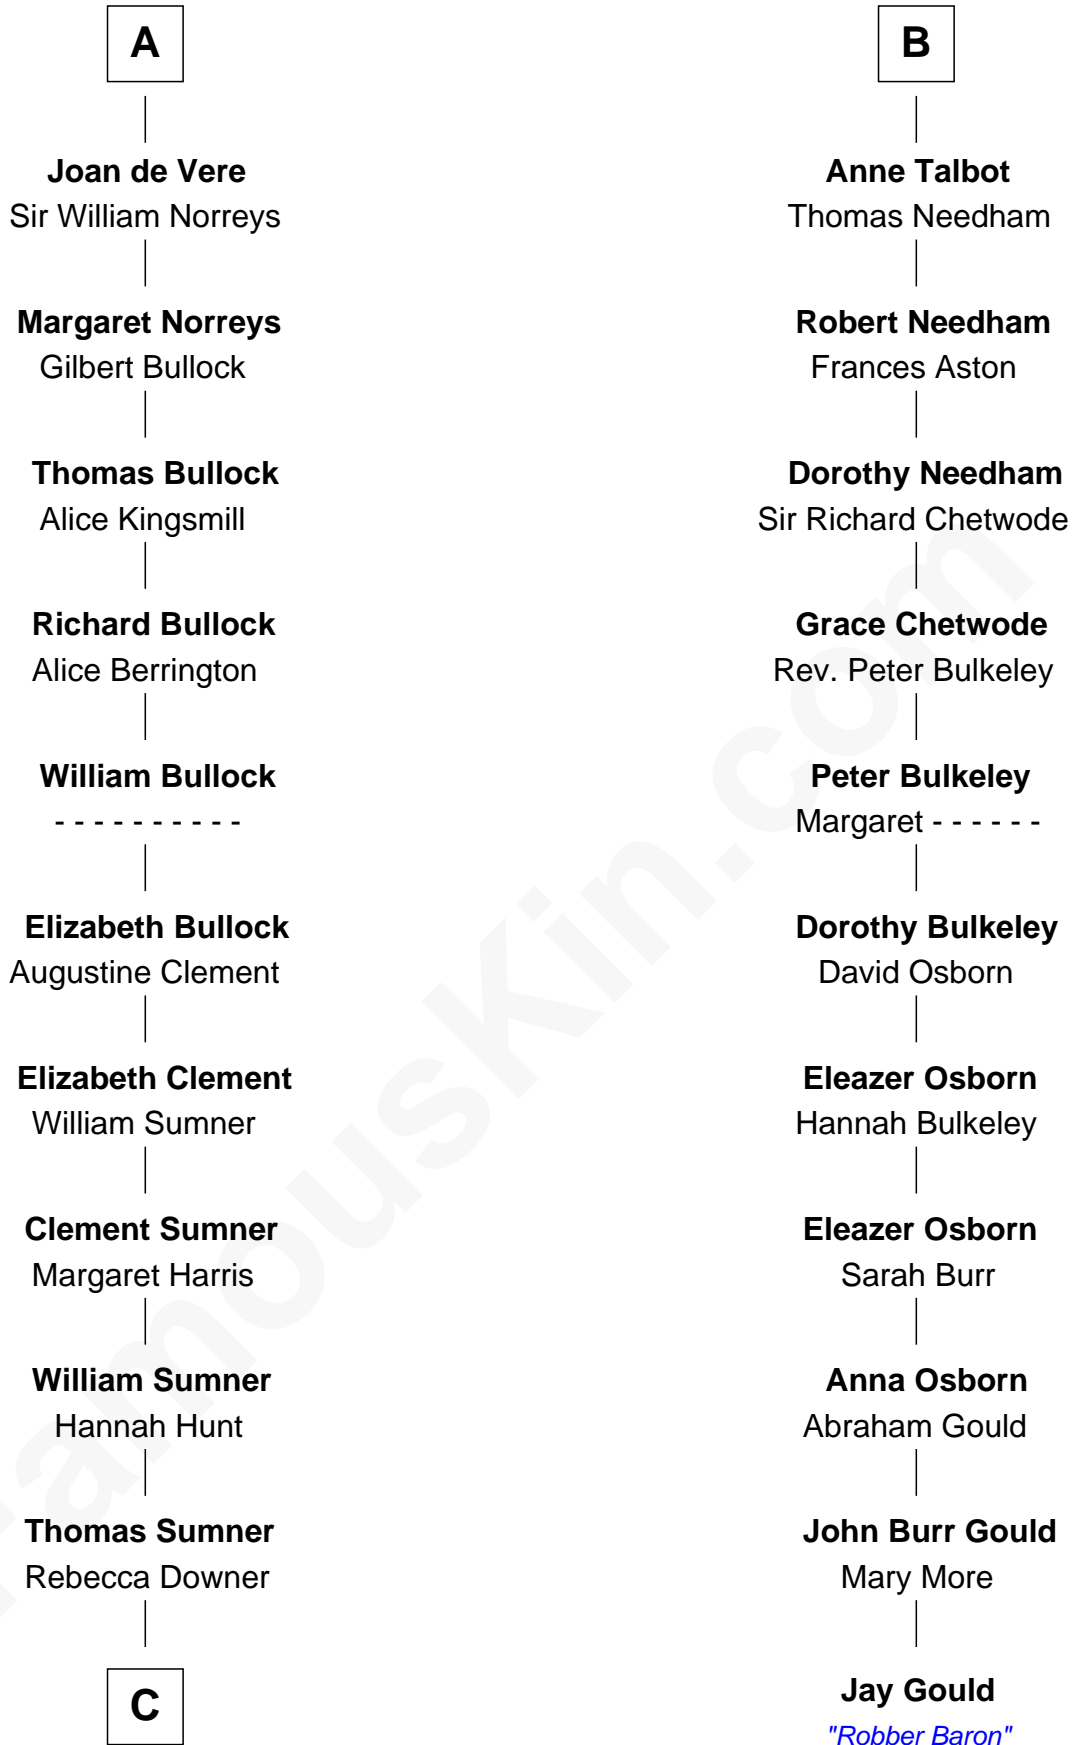 A
Joan de Vere
Sir William Norreys
Margaret Norreys
Gilbert Bullock
Thomas Bullock
Alice Kingsmill
Richard Bullock
Alice Berrington
William Bullock
- - - - - - - - - -
Elizabeth Bullock
Augustine Clement
Elizabeth Clement
William Sumner
Clement Sumner
Margaret Harris
William Sumner
Hannah Hunt
Thomas Sumner
Rebecca Downer
C
B
Anne Talbot
Thomas Needham
Robert Needham
Frances Aston
Dorothy Needham
Sir Richard Chetwode
Grace Chetwode
Rev. Peter Bulkeley
Peter Bulkeley
Margaret - - - - - -
Dorothy Bulkeley
David Osborn
Eleazer Osborn
Hannah Bulkeley
Eleazer Osborn
Sarah Burr
Anna Osborn
Abraham Gould
John Burr Gould
Mary More
Jay Gould
"Robber Baron"
FamousKin.com